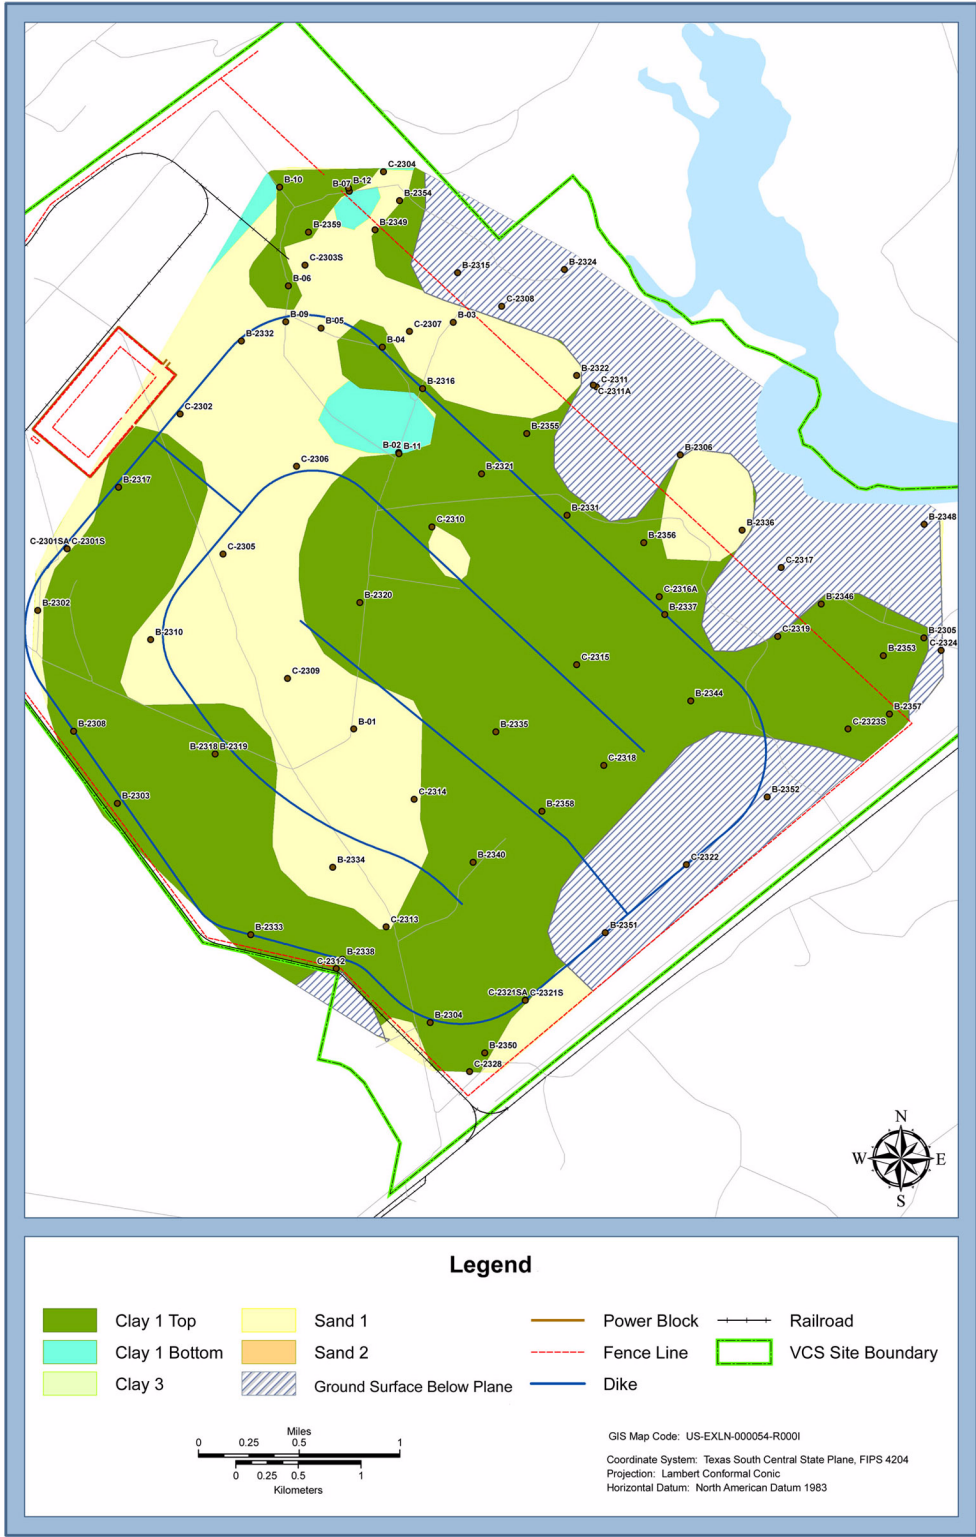 C-2304
B-10
B-07 B-12
B-2354
B-2359
B-2349
C-2303S
B-2315
B-2324
B-06
C-2308
B-09
B-05
C-2307
B-03
B-2332
B-04
B-2322
C-2311
C-2311A
B-2316
C-2302
B-2355
B-02 B-11
B-2306
C-2306
B-2321
B-2317
B-2331
B-2348
C-2310
B-2336
C-2301SA C-2301S
C-2305
B-2356
C-2317
C-2316A
B-2302
B-2320
B-2337
B-2346
B-2310
C-2319
B-2305
C-2324
B-2353
C-2315
C-2309
B-2344
B-2357
B-2308
B-01
B-2335
C-2323S
B-2318 B-2319
C-2318
B-2303
C-2314
B-2358
B-2352
B-2334
B-2340
C-2322
C-2313
B-2333
B-2351
B-2338
C-2312
C-2321SA C-2321S
B-2304
B-2350
C-2328
N
W E
S
Legend
Clay 1 Top Sand 1 Power Block Railroad
Clay 1 Bottom Sand 2 Fence Line VCS Site Boundary
Clay 3 Ground Surface Below Plane Dike
Miles
0 0.25 0.5 1
0 0.25 0.5 1
Kilometers
GIS Map Code: US-EXLN-000054-R000I
Coordinate System: Texas South Central State Plane, FIPS 4204
Projection: Lambert Conformal Conic
Horizontal Datum: North American Datum 1983